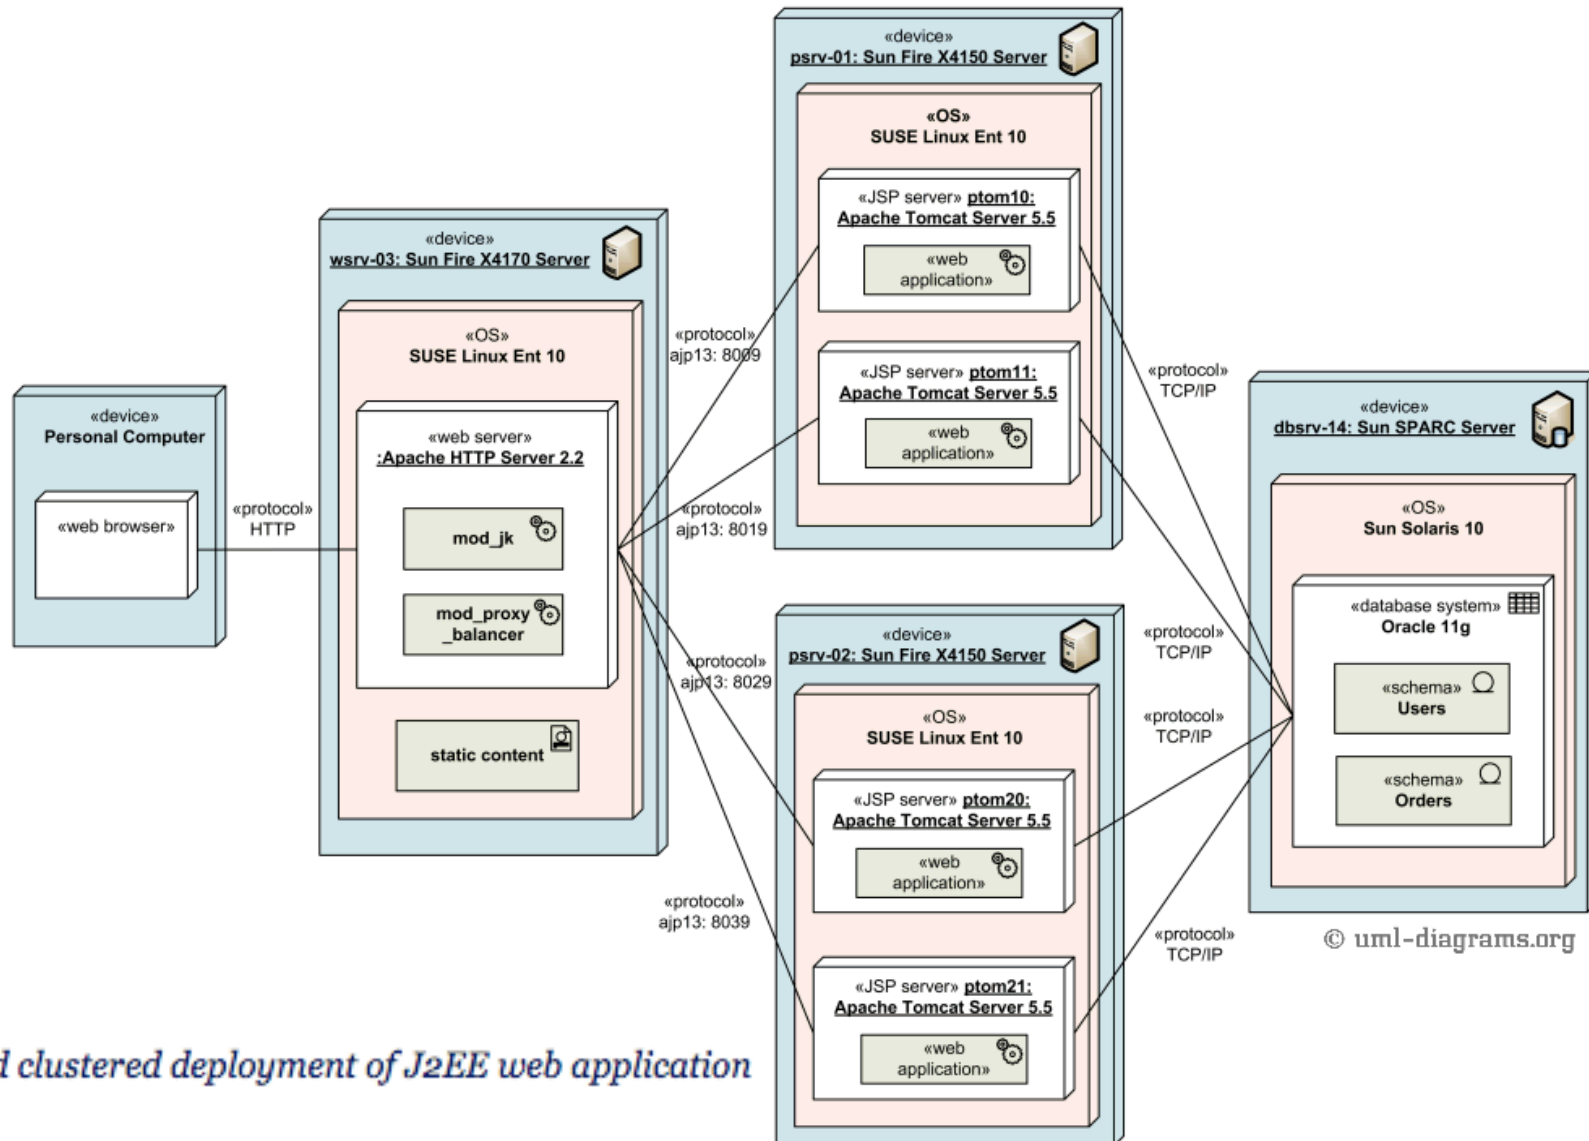 «device»
Personal Computer
«web browser»
«protocol»
HTTP
«device»
wsrv-03: Sun Fire X4170 Server
«OS»
SUSE Linux Ent 10
«web server»
:Apache HTTP Server 2.2
mod_jk
mod_proxy
_balancer
static content
«protocol»
ajp13: 8009
«protocol»
ajp13: 8019
«protocol»
ajp13: 8029
«protocol»
ajp13: 8039
«device»
psrv-01: Sun Fire X4150 Server
«OS»
SUSE Linux Ent 10
«JSP server» ptom10:
Apache Tomcat Server 5.5
«web
application»
«JSP server» ptom11:
Apache Tomcat Server 5.5
«web
application»
«device»
psrv-02: Sun Fire X4150 Server
«OS»
SUSE Linux Ent 10
«JSP server» ptom20:
Apache Tomcat Server 5.5
«web
application»
«JSP server» ptom21:
Apache Tomcat Server 5.5
«web
application»
«protocol»
TCP/IP
«protocol»
TCP/IP
«protocol»
TCP/IP
«protocol»
TCP/IP
«device»
dbsrv-14: Sun SPARC Server
«OS»
Sun Solaris 10
«database system»
Oracle 11g
«schema»
Users
«schema»
Orders
© uml-diagrams.org
d clustered deployment of J2EE web application